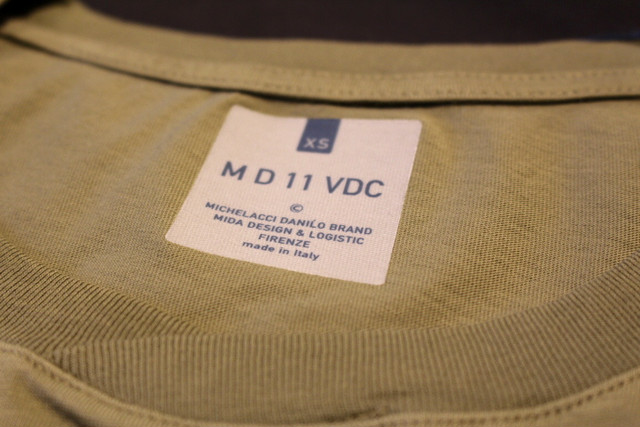 XS
M D 11 VDC
©
MICHELACCI DANILO BRAND
MIDA DESIGN & LOGISTIC
FIRENZE
made in Italy